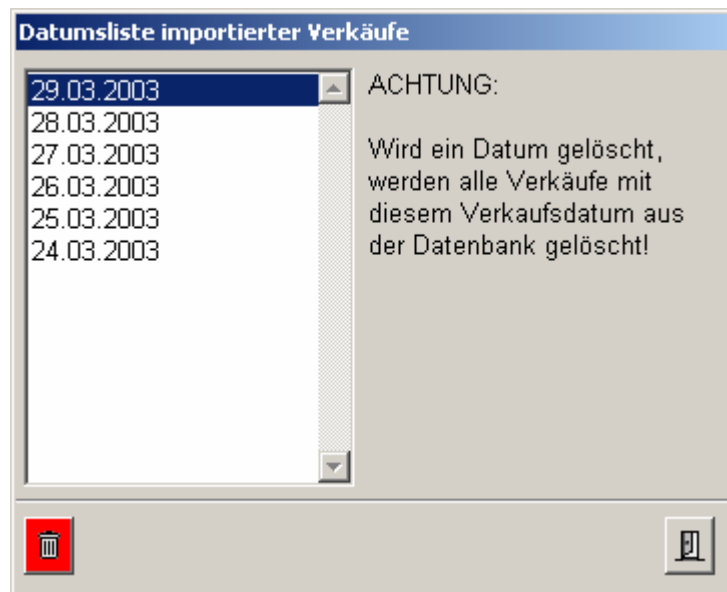 Datumsliste importierter Verkäufe
29.03.2003
28.03.2003
27.03.2003
26.03.2003
25.03.2003
24.03.2003
ACHTUNG:
Wird ein Datum gelöscht,
werden alle Verkäufe mit
diesem Verkaufsdatum aus
der Datenbank gelöscht!